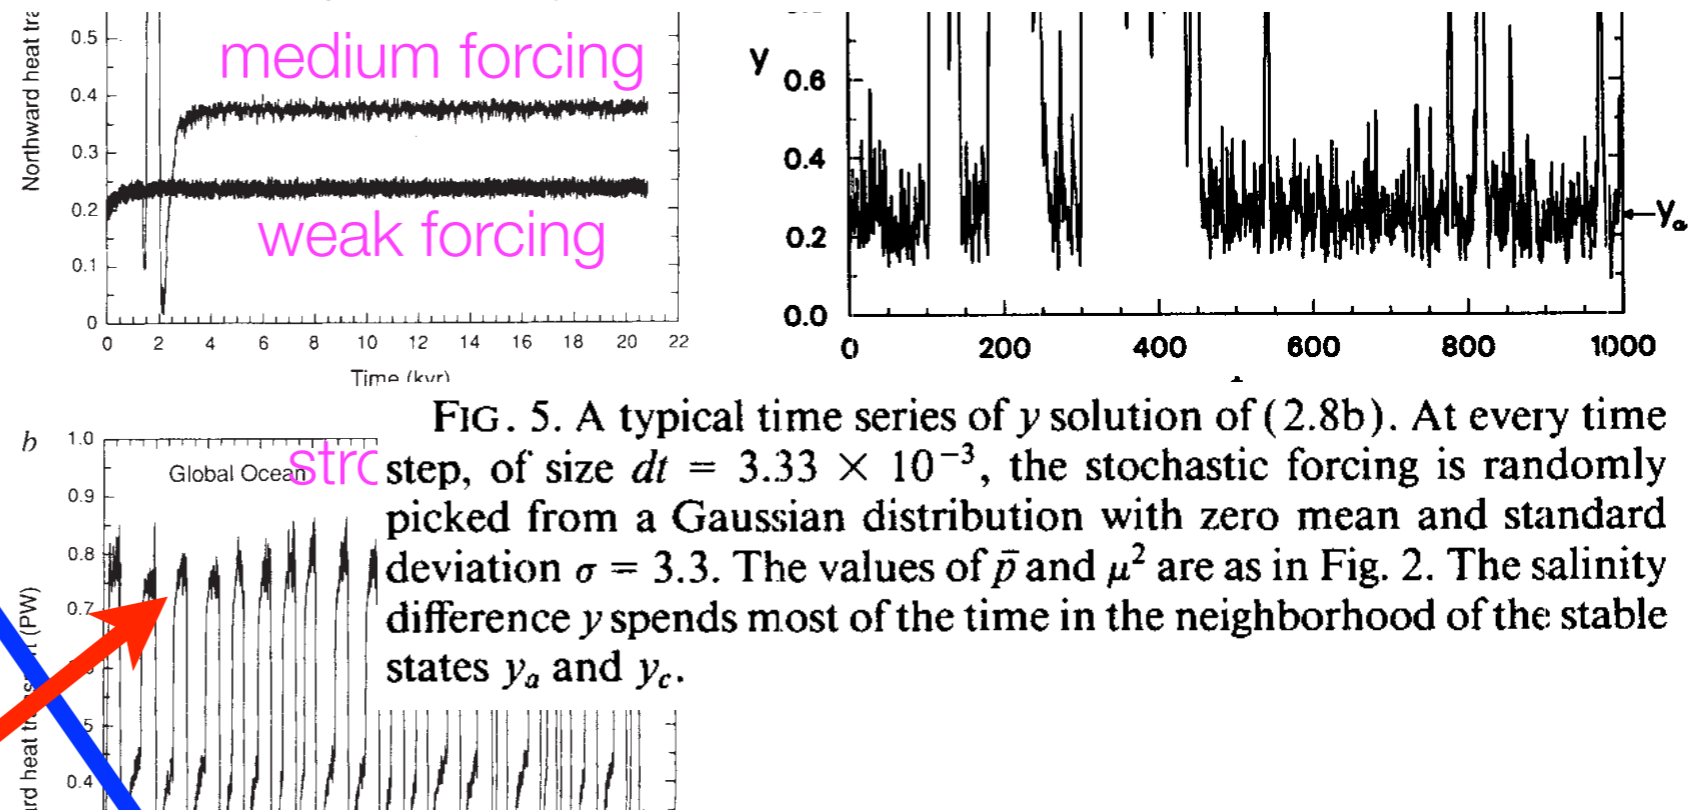 Northward heat tra
0.5
0.4
0.3
0.2
0.1
0
medium forcing
weak forcing
0 2 4 6 8 10 12 14 16 18 20 22
Time (kyr)
y
0.6
0.4
0.2
0.0
0 200 400 600 800 1000
yₐ
FIG. 5. A typical time series of y solution of (2.8b). At every time
step, of size dt = 3.33 × 10⁻³, the stochastic forcing is randomly
picked from a Gaussian distribution with zero mean and standard
deviation σ = 3.3. The values of p̄ and μ² are as in Fig. 2. The salinity
difference y spends most of the time in the neighborhood of the stable
states yₐ and y_c.
b
1.0
0.9
0.8
0.7
5
0.4
Global Ocean
stro
(PW)
ard heat